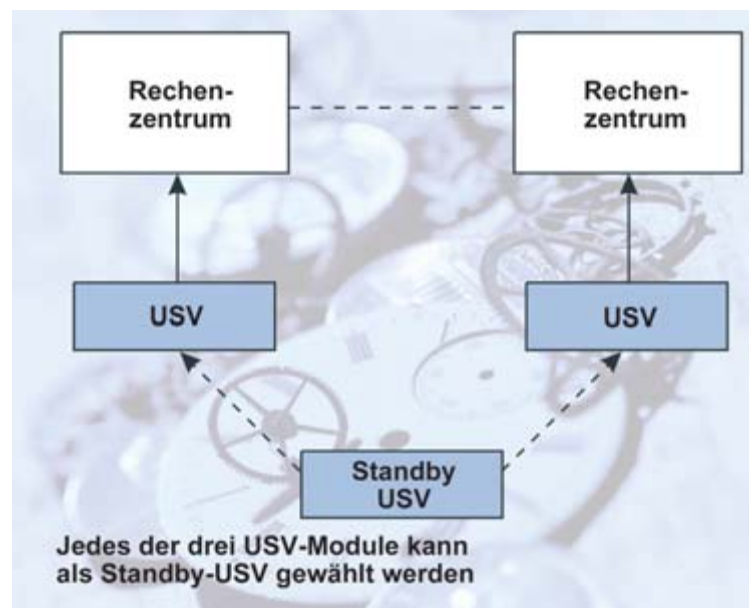 Rechen-
zentrum
Rechen-
zentrum
USV
USV
Standby
USV
Jedes der drei USV-Module kann
als Standby-USV gewählt werden